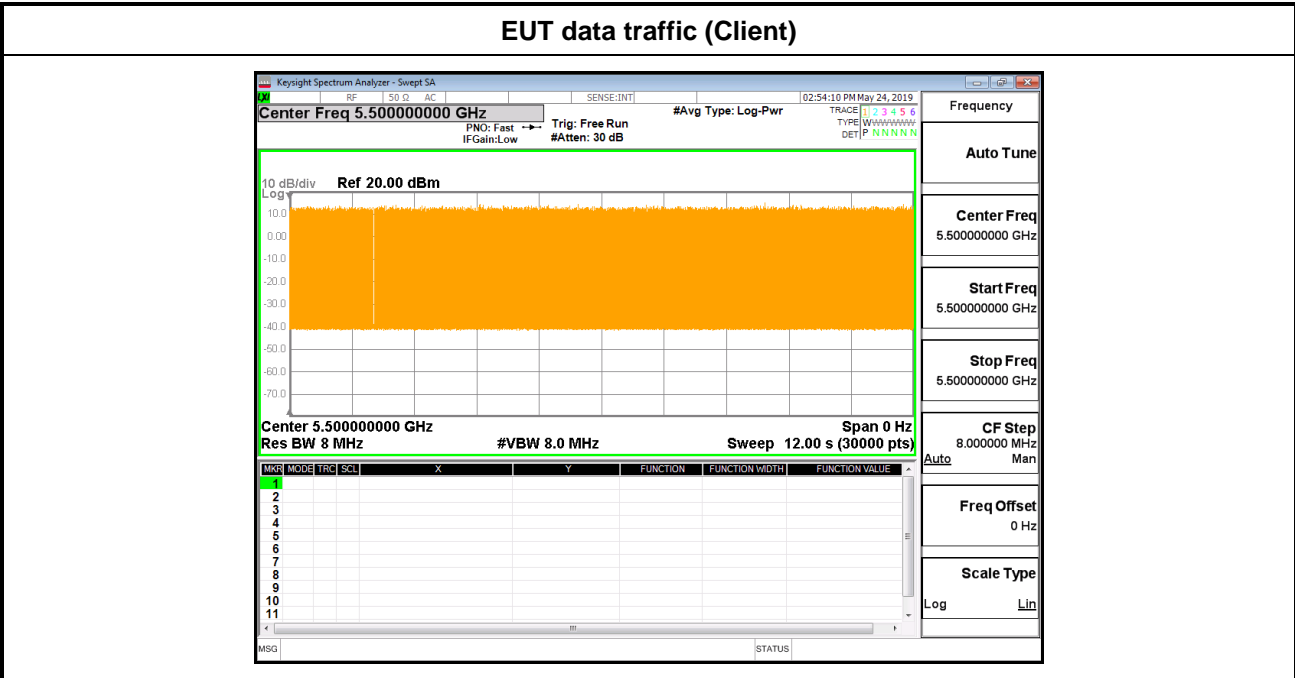 EUT data traffic (Client)
Keysight Spectrum Analyzer - Swept SA
LXI RF 50 Ω AC SENSE:INT 02:54:10 PM May 24, 2019
Center Freq 5.500000000 GHz
PNO: Fast
IFGain:Low
Trig: Free Run
#Atten: 30 dB
#Avg Type: Log-Pwr
TRACE 1 2 3 4 5 6
TYPE WWWWWW
DET P N N N N N
10 dB/div Ref 20.00 dBm
Log
10.0
0.00
-10.0
-20.0
-30.0
-40.0
-50.0
-60.0
-70.0
Center 5.500000000 GHz Span 0 Hz
Res BW 8 MHz #VBW 8.0 MHz Sweep 12.00 s (30000 pts)
MKR MODE TRC SCL X Y FUNCTION FUNCTION WIDTH FUNCTION VALUE
1
2
3
4
5
6
7
8
9
10
11
MSG STATUS
Frequency
Auto Tune
Center Freq
5.500000000 GHz
Start Freq
5.500000000 GHz
Stop Freq
5.500000000 GHz
CF Step
8.000000 MHz
Auto Man
Freq Offset
0 Hz
Scale Type
Log Lin